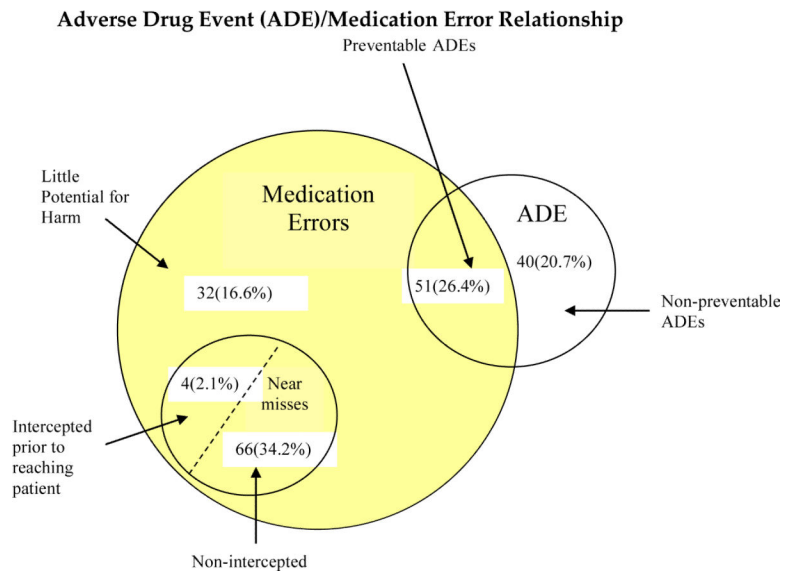 Adverse Drug Event (ADE)/Medication Error Relationship
Preventable ADEs
Little
Potential for
Harm
Medication
Errors
ADE
40(20.7%)
32(16.6%)
51(26.4%)
Non-preventable
ADEs
4(2.1%)
Near
misses
Intercepted
prior to
reaching
patient
66(34.2%)
Non-intercepted